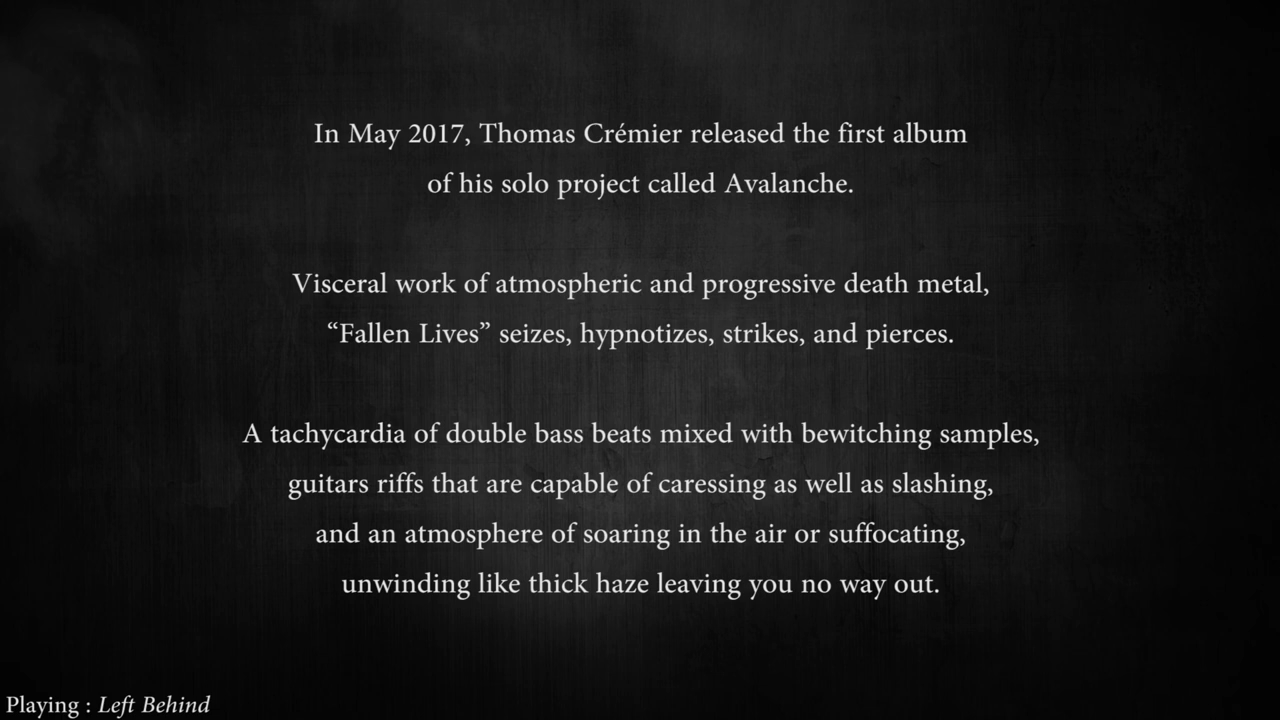 In May 2017, Thomas Crémier released the first album
of his solo project called Avalanche.
Visceral work of atmospheric and progressive death metal,
“Fallen Lives” seizes, hypnotizes, strikes, and pierces.
A tachycardia of double bass beats mixed with bewitching samples,
guitars riffs that are capable of caressing as well as slashing,
and an atmosphere of soaring in the air or suffocating,
unwinding like thick haze leaving you no way out.
Playing : Left Behind